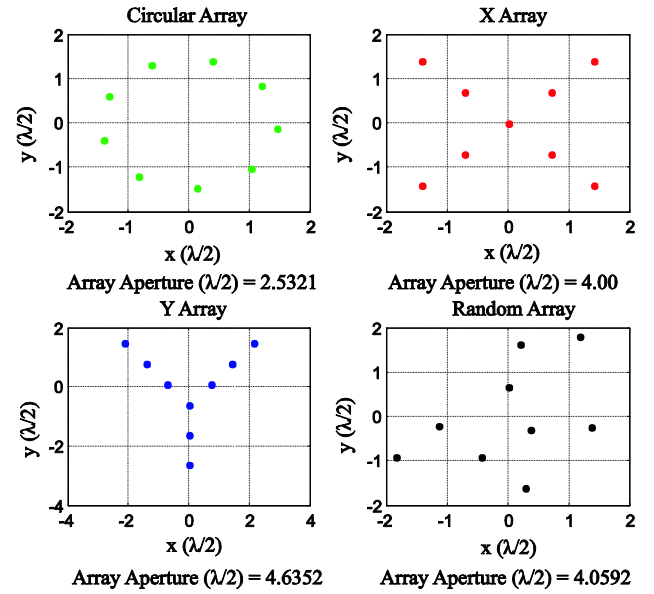 Circular Array
2
1
0
-1
-2
-2
-1
0
1
2
y (λ/2)
x (λ/2)
Array Aperture (λ/2) = 2.5321
X Array
2
1
0
-1
-2
-2
-1
0
1
2
y (λ/2)
x (λ/2)
Array Aperture (λ/2) = 4.00
Y Array
2
0
-2
-4
-4
-2
0
2
4
y (λ/2)
x (λ/2)
Array Aperture (λ/2) = 4.6352
Random Array
2
1
0
-1
-2
-2
-1
0
1
2
y (λ/2)
x (λ/2)
Array Aperture (λ/2) = 4.0592